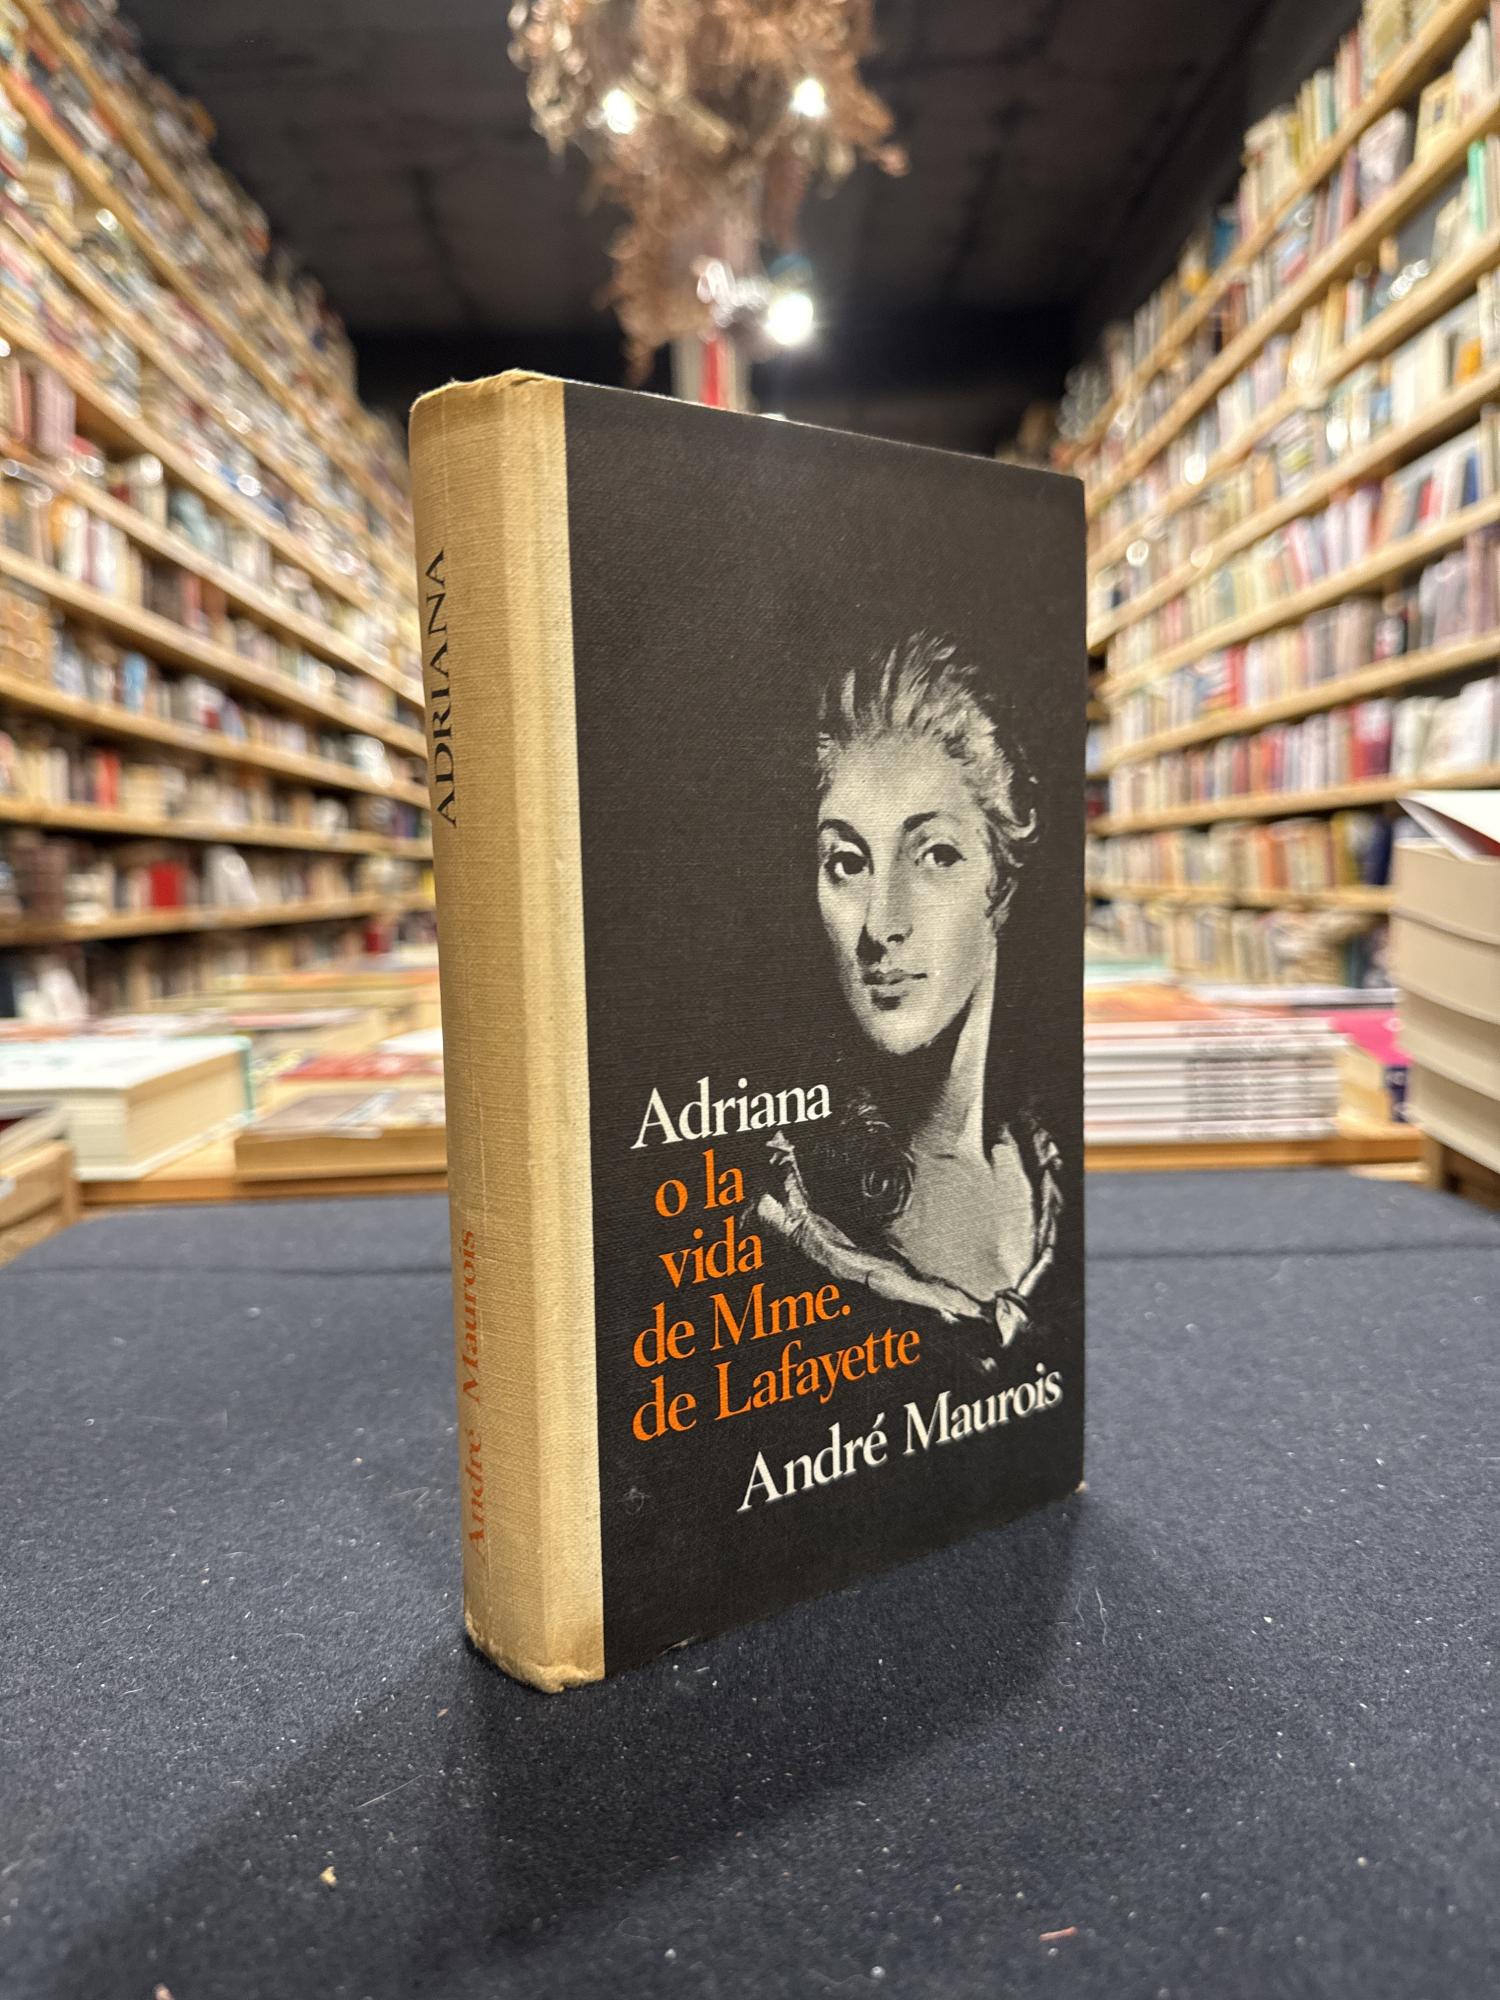 ADRIANA
André Maurois
Adriana
o la
vida
de Mme.
de Lafayette
André Maurois